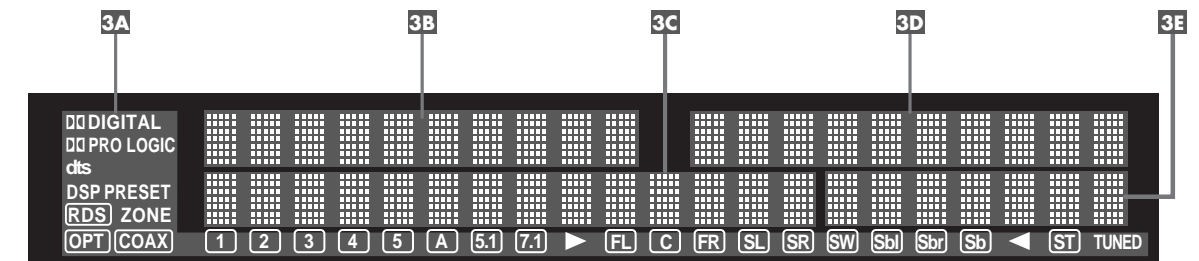 3A 3B 3C 3D 3E
DIGITAL
PRO LOGIC
dts
DSP PRESET
RDS ZONE
OPT COAX 1 2 3 4 5 A 5.1 7.1 ▶ FL C FR SL SR SW Sbl Sbr Sb ◀ ST TUNED